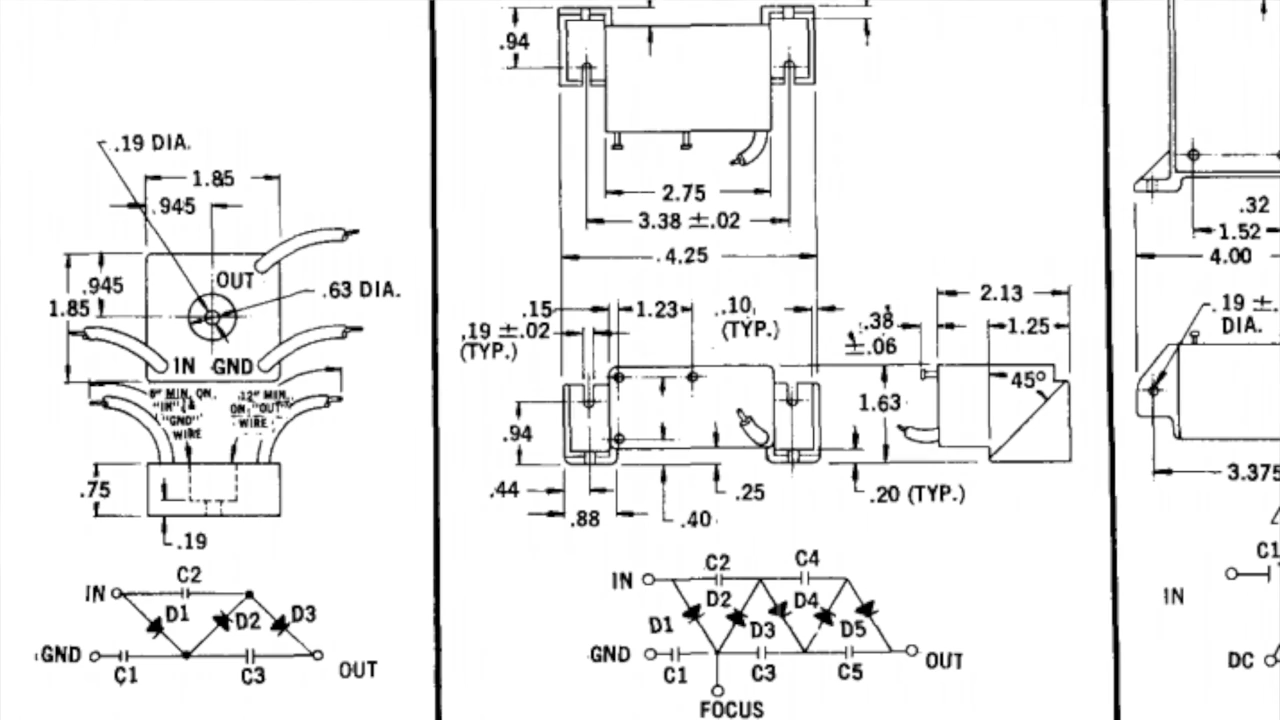 .19 DIA.
1.85
.945
OUT
.945
1.85
.63 DIA.
IN GND
6" MIN. ON
"IN" &
"GND"
WIRE
12" MIN.
ON "OUT"
WIRE
.75
.19
C2
IN
D1
D2
D3
GND
C1
C3
OUT
.94
2.75
3.38 ±.02
4.25
.15
1.23
.10
(TYP.)
.19 ±.02
(TYP.)
.38
±.06
2.13
1.25
45°
1.63
.94
.44
.88
.40
.25
.20 (TYP.)
IN
C2
C4
D1
D2
D3
D4
D5
GND
C1
C3
C5
OUT
FOCUS
.32
1.52
4.00
.19 ±.
DIA.
3.375
C1
IN
DC